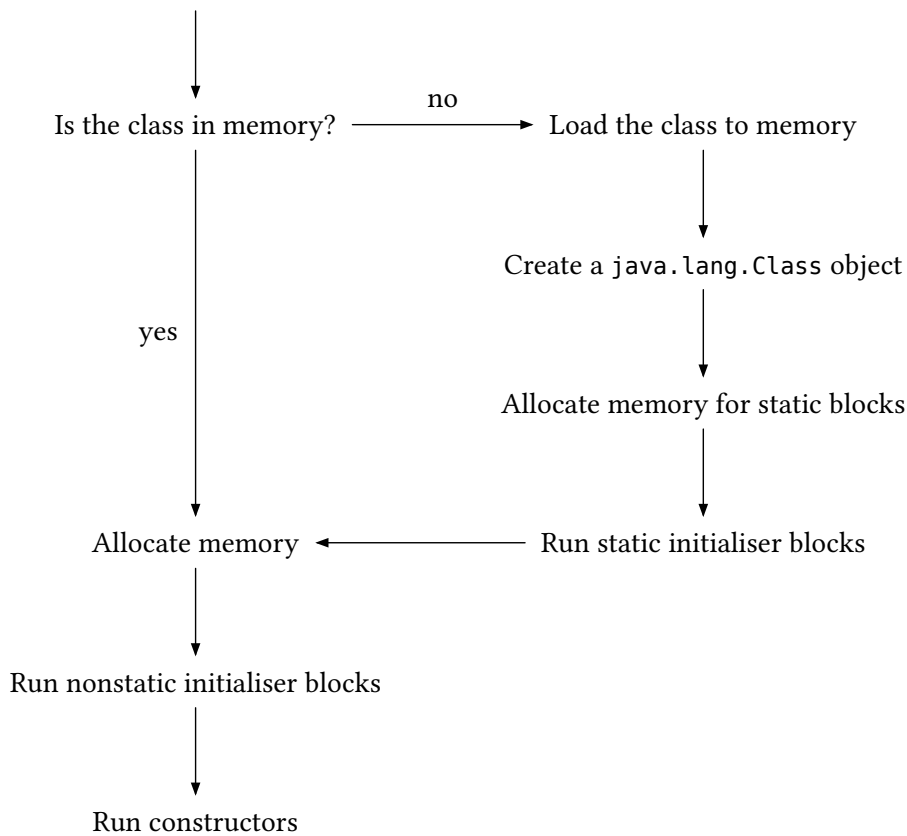 no
Is the class in memory?
Load the class to memory
Create a java.lang.Class object
yes
Allocate memory for static blocks
Allocate memory
Run static initialiser blocks
Run nonstatic initialiser blocks
Run constructors